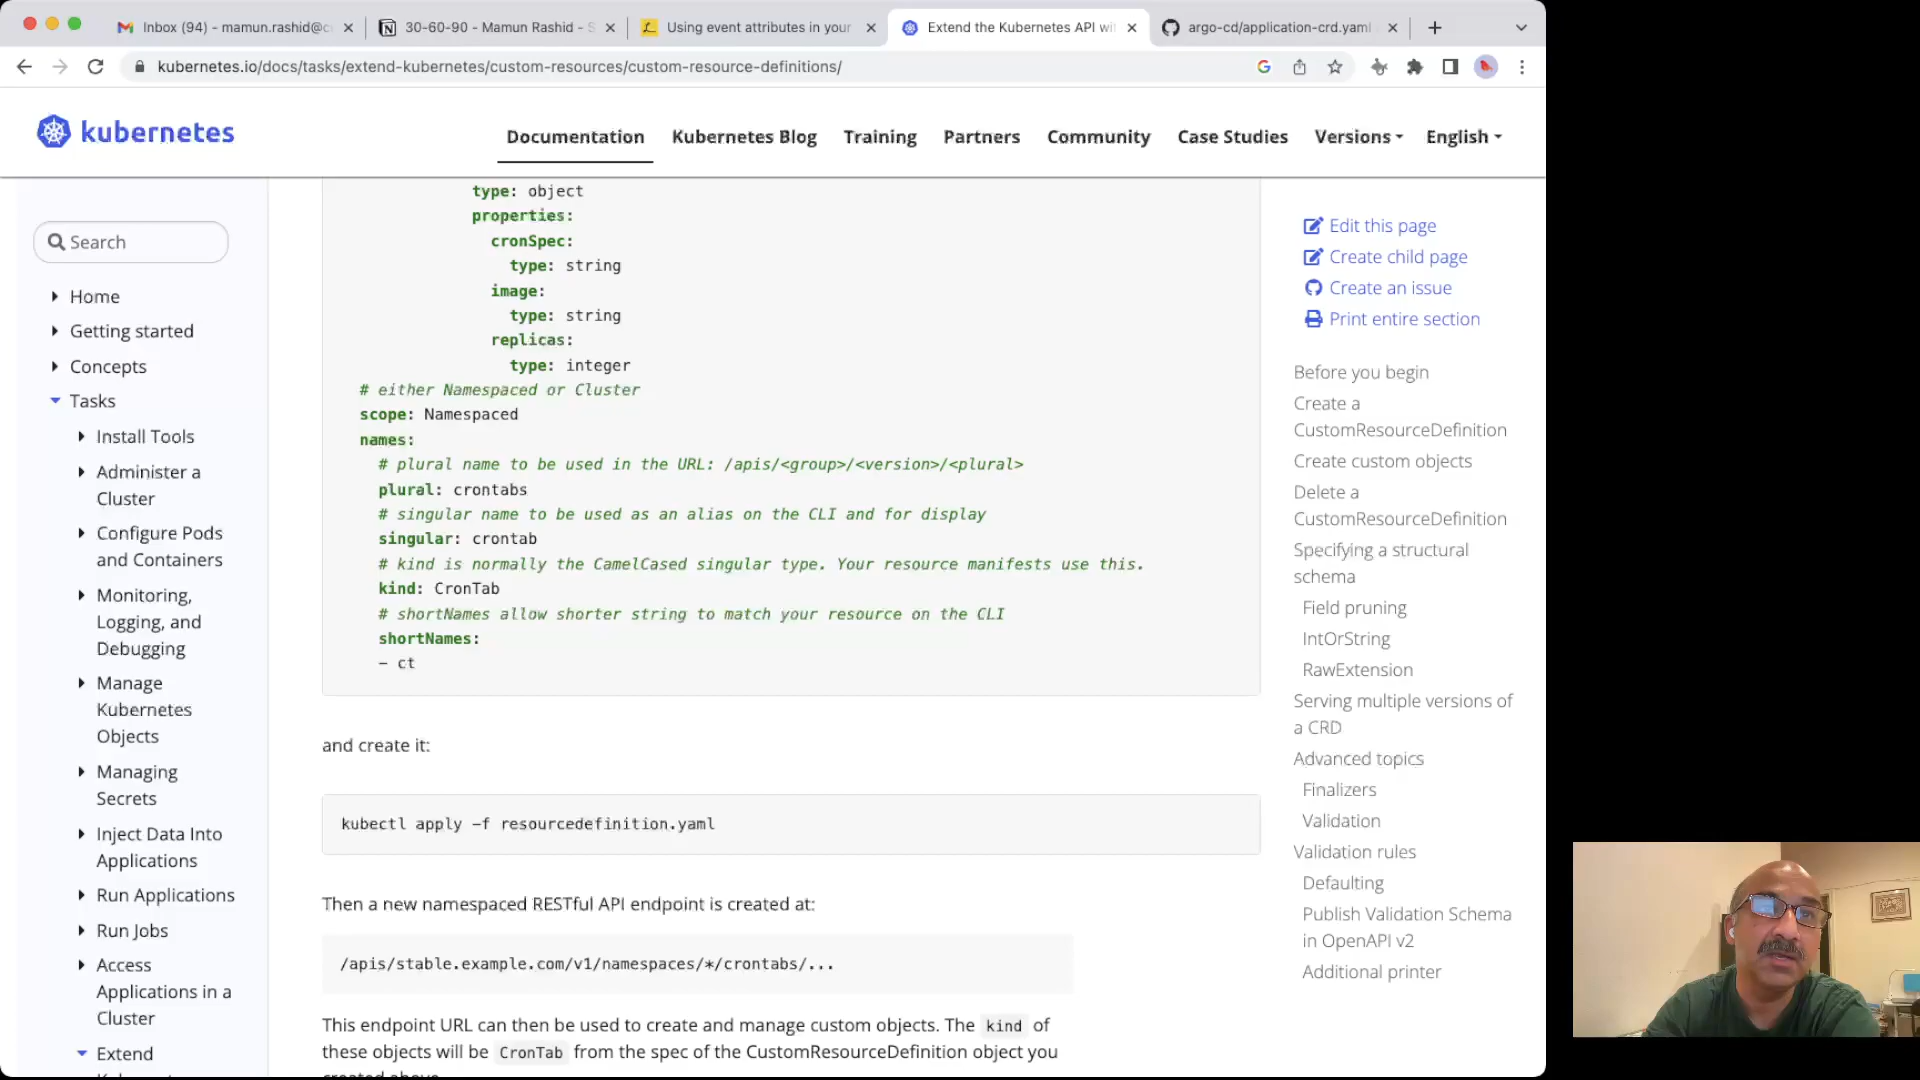 Inbox (94) - mamun.rashid@c
30-60-90 - Mamun Rashid - S
Using event attributes in your
Extend the Kubernetes API wit
argo-cd/application-crd.yaml
kubernetes.io/docs/tasks/extend-kubernetes/custom-resources/custom-resource-definitions/
kubernetes
Documentation
Kubernetes Blog
Training
Partners
Community
Case Studies
Versions
English
Search
Home
Getting started
Concepts
Tasks
Install Tools
Administer a
Cluster
Configure Pods
and Containers
Monitoring,
Logging, and
Debugging
Manage
Kubernetes
Objects
Managing
Secrets
Inject Data Into
Applications
Run Applications
Run Jobs
Access
Applications in a
Cluster
Extend
type: object
properties:
cronSpec:
type: string
image:
type: string
replicas:
type: integer
# either Namespaced or Cluster
scope: Namespaced
names:
# plural name to be used in the URL: /apis/<group>/<version>/<plural>
plural: crontabs
# singular name to be used as an alias on the CLI and for display
singular: crontab
# kind is normally the CamelCased singular type. Your resource manifests use this.
kind: CronTab
# shortNames allow shorter string to match your resource on the CLI
shortNames:
- ct
and create it:
kubectl apply -f resourcedefinition.yaml
Then a new namespaced RESTful API endpoint is created at:
/apis/stable.example.com/v1/namespaces/*/crontabs/...
This endpoint URL can then be used to create and manage custom objects. The kind of
these objects will be CronTab from the spec of the CustomResourceDefinition object you
created above.
Edit this page
Create child page
Create an issue
Print entire section
Before you begin
Create a
CustomResourceDefinition
Create custom objects
Delete a
CustomResourceDefinition
Specifying a structural
schema
Field pruning
IntOrString
RawExtension
Serving multiple versions of
a CRD
Advanced topics
Finalizers
Validation
Validation rules
Defaulting
Publish Validation Schema
in OpenAPI v2
Additional printer